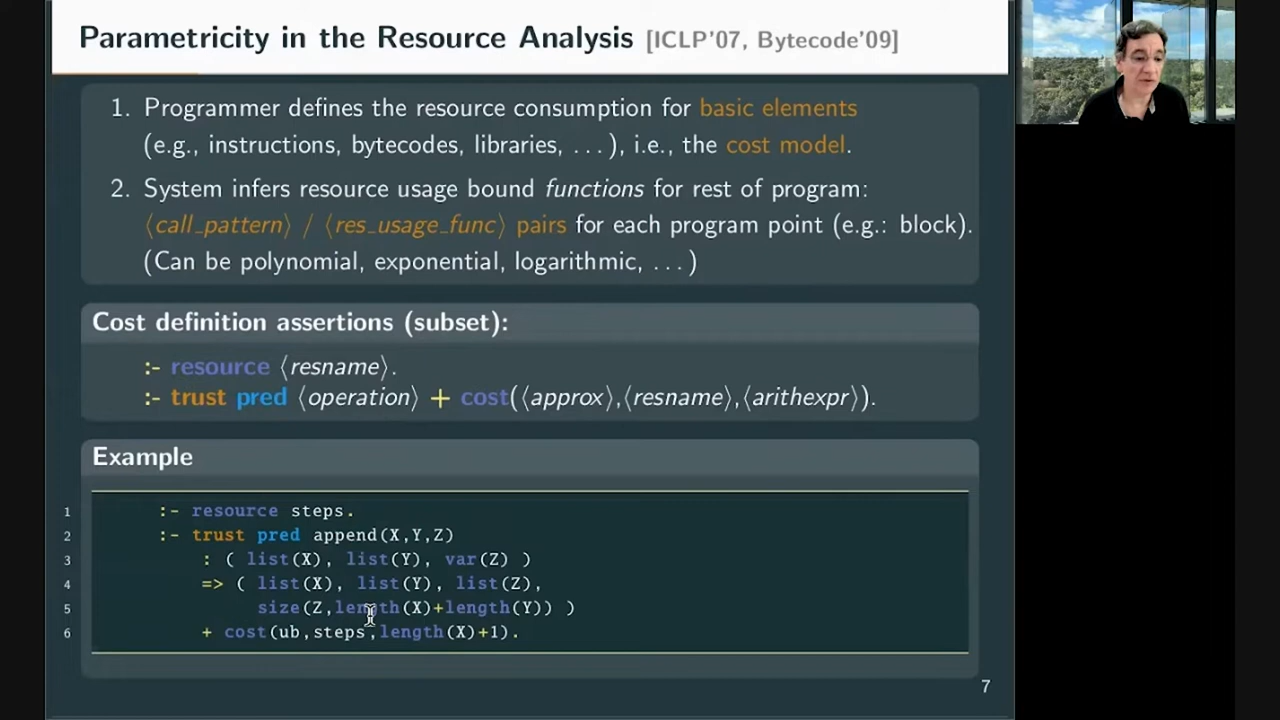 Parametricity in the Resource Analysis [ICLP'07, Bytecode'09]
1. Programmer defines the resource consumption for basic elements
(e.g., instructions, bytecodes, libraries, ...), i.e., the cost model.
2. System infers resource usage bound functions for rest of program:
⟨call_pattern⟩ / ⟨res_usage_func⟩ pairs for each program point (e.g.: block).
(Can be polynomial, exponential, logarithmic, ...)
Cost definition assertions (subset):
:- resource ⟨resname⟩.
:- trust pred ⟨operation⟩ + cost(⟨approx⟩,⟨resname⟩,⟨arithexpr⟩).
Example
1 :- resource steps.
2 :- trust pred append(X,Y,Z)
3 : ( list(X), list(Y), var(Z) )
4 => ( list(X), list(Y), list(Z),
5 size(Z,length(X)+length(Y)) )
6 + cost(ub,steps,length(X)+1).
7